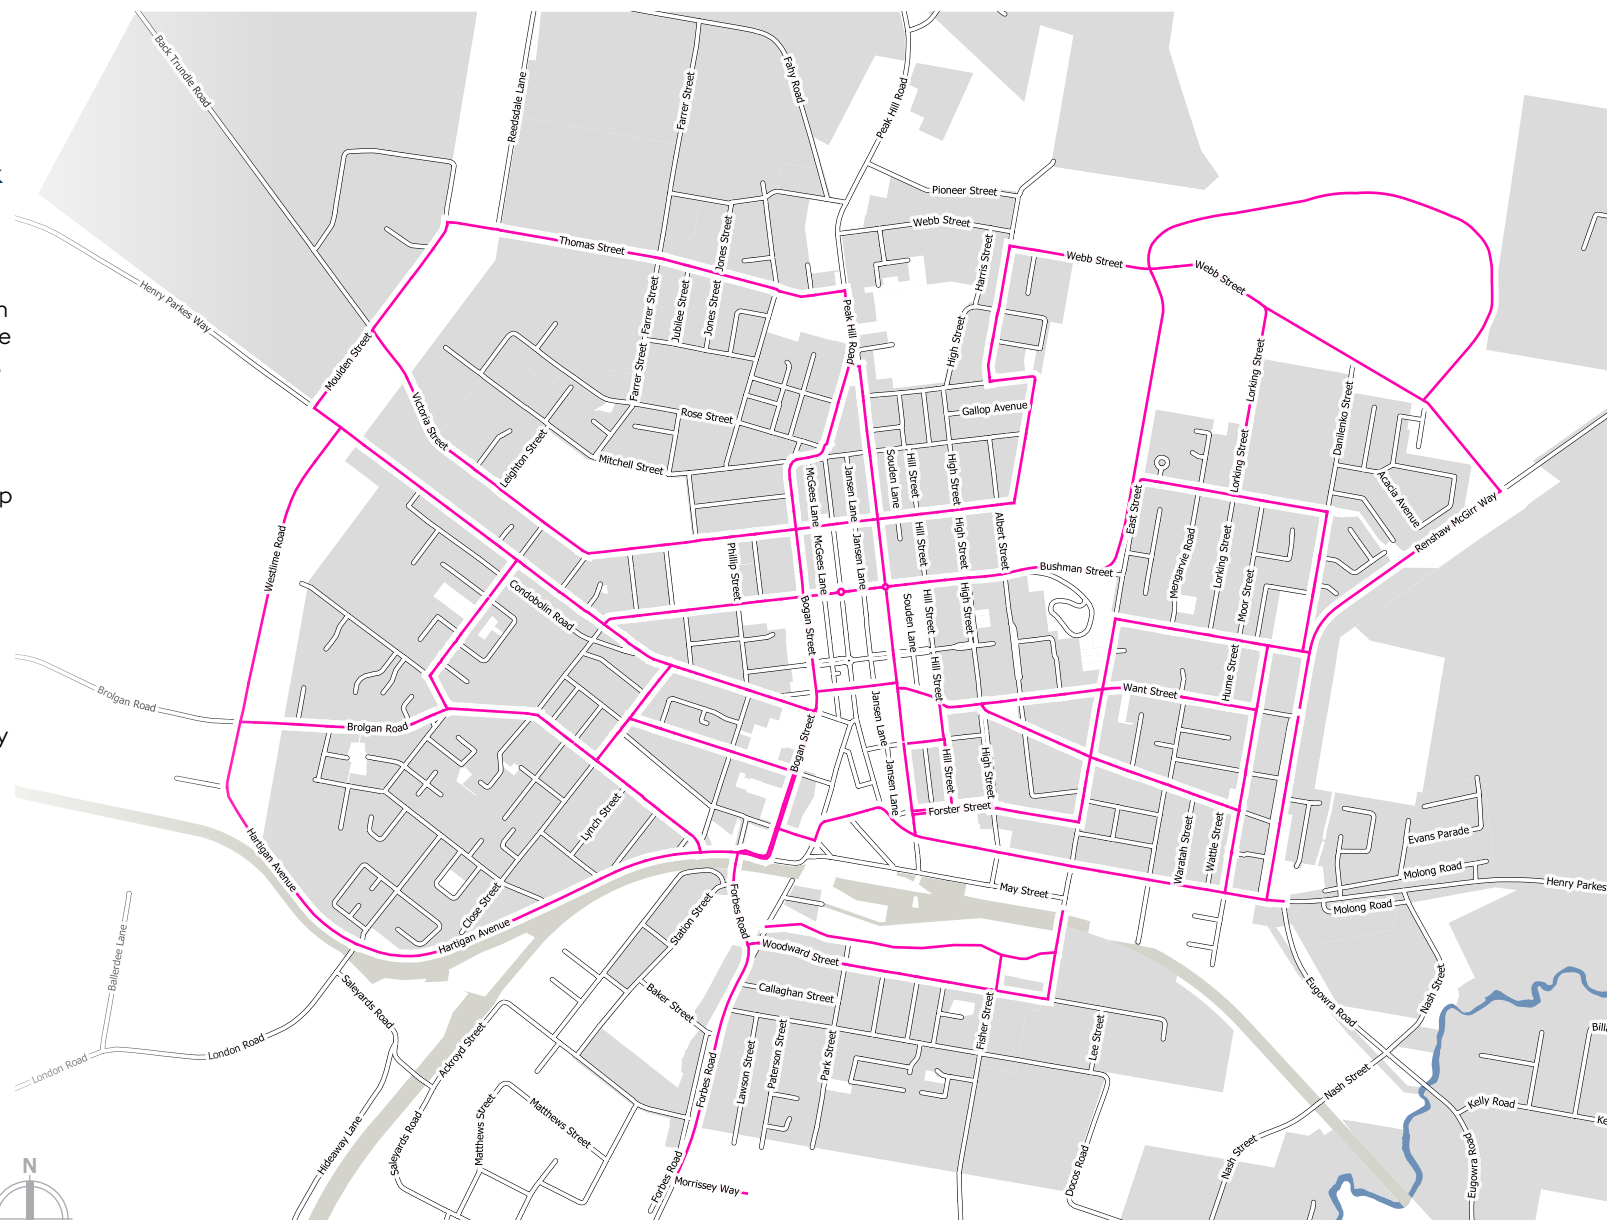 Back Trundle Road
Reedsdale Lane
Farrer Street
Fahy Road
Peak Hill Road
Pioneer Street
Webb Street
Harris Street
Jones Street
Thomas Street
Webb Street
Webb Street
Henry Parkes Way
Farrer Street
Jubilee Street
Jones Street
Peak Hill Road
High Street
Moulden Street
Farrer Street
Lorking Street
Victoria Street
Rose Street
Gallop Avenue
Danilenko Street
Leighton Street
Mitchell Street
McGees Lane
Jansen Lane
Souden Lane
Hill Street
High Street
Lorking Street
Acacia Avenue
Renshaw McGirr Way
East Street
Westlime Road
Phillip Street
McGees Lane
Jansen Lane
Hill Street
High Street
Albert Street
Bushman Street
Mengarvie Road
Lorking Street
Moor Street
Condobolin Road
Bogan Street
Souden Lane
Hill Street
High Street
Brolgan Road
Brolgan Road
Hill Street
Want Street
Hume Street
Bogan Street
Jansen Lane
Jansen Lane
Hill Street
High Street
Forster Street
Lynch Street
Hartigan Avenue
Waratah Street
Wattle Street
Evans Parade
Molong Road
Henry Parkes
Molong Road
May Street
Close Street
Station Street
Forbes Road
Hartigan Avenue
Woodward Street
Ballerdee Lane
Saleyards Road
Baker Street
Callaghan Street
Fisher Street
Eugowra Road
Nash Street
London Road
London Road
Ackroyd Street
Forbes Road
Lawson Street
Paterson Street
Park Street
Lee Street
Billa
Nash Street
Kelly Road
Ke
Hideaway Lane
Saleyards Road
Matthews Street
Matthews Street
Forbes Road
Morrissey Way
Docos Road
Nash Street
Eugowra Road
N